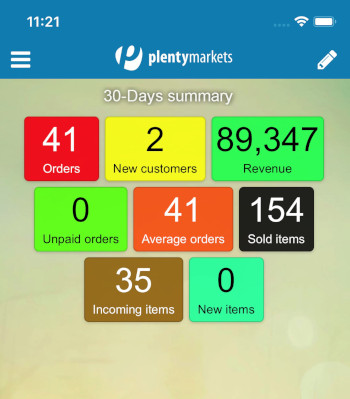 11:21
plentymarkets
30-Days summary
41
Orders
2
New customers
89,347
Revenue
0
Unpaid orders
41
Average orders
154
Sold items
35
Incoming items
0
New items